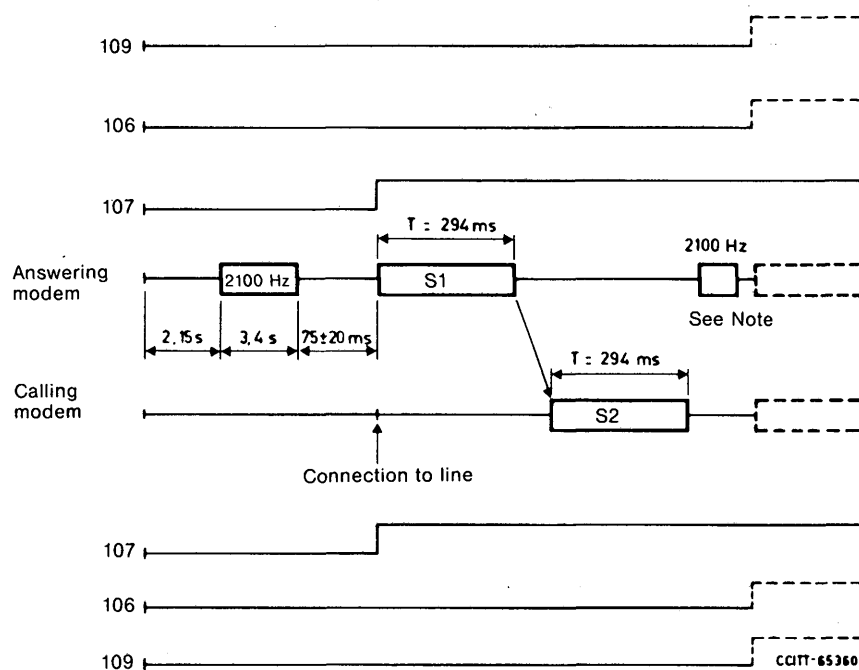 109
106
107
T = 294 ms
2100 Hz
Answering modem
2100 Hz
S1
See Note
2,15 s
3,4 s
75±20 ms
T = 294 ms
Calling modem
S2
Connection to line
107
106
109
CCITT-65360